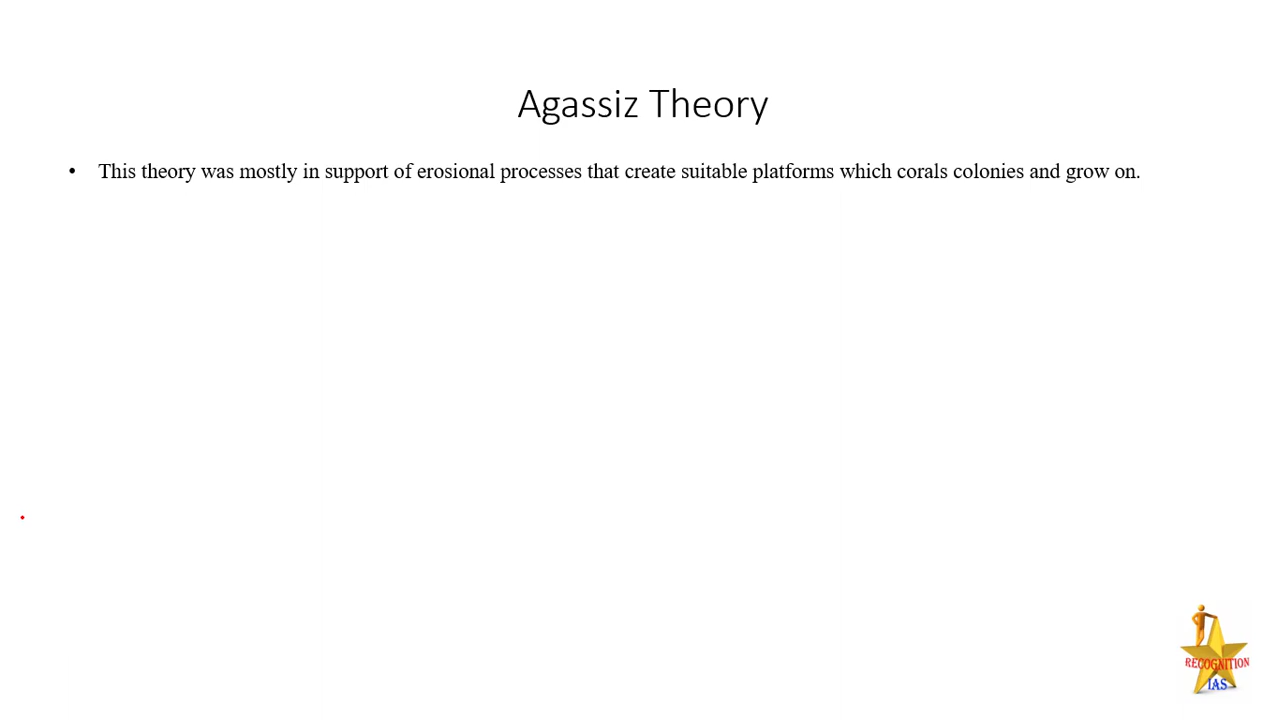 Agassiz Theory
• This theory was mostly in support of erosional processes that create suitable platforms which corals colonies and grow on.
RECOGNITION
IAS